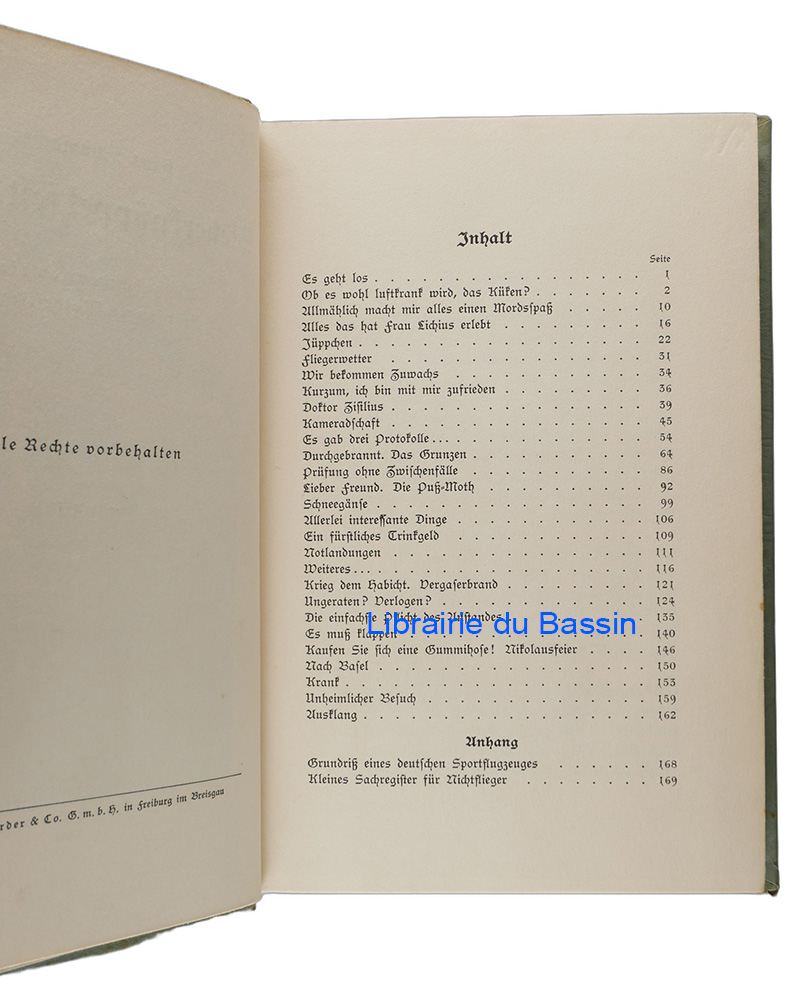 le Rechte vorbehalten
rder & Co. G. m. b. H. in Freiburg im Breisgau
Inhalt
Seite
Es geht los . . . . . . . . . . . . . . . . . 1
Ob es wohl luftkrank wird, das Küken? . . . . . . . 2
Allmählich macht mir alles einen Mordsspaß . . . . . 10
Alles das hat Frau Lichius erlebt . . . . . . . . . 16
Jüppchen . . . . . . . . . . . . . . . . . . 22
Fliegerwetter . . . . . . . . . . . . . . . . 31
Wir bekommen Zuwachs . . . . . . . . . . . . . 34
Kurzum, ich bin mit mir zufrieden . . . . . . . . . 36
Doktor Zisilius . . . . . . . . . . . . . . . . 39
Kameradschaft . . . . . . . . . . . . . . . . 45
Es gab drei Protokolle ... . . . . . . . . . . . . 54
Durchgebrannt. Das Grunzen . . . . . . . . . . . 64
Prüfung ohne Zwischenfälle . . . . . . . . . . . . 86
Lieber Freund. Die Puß-Moth . . . . . . . . . . . 92
Schneegänse . . . . . . . . . . . . . . . . . 99
Allerlei interessante Dinge . . . . . . . . . . . . 106
Ein fürstliches Trinkgeld . . . . . . . . . . . . 109
Notlandungen . . . . . . . . . . . . . . . . 111
Weiteres ... . . . . . . . . . . . . . . . . . 116
Krieg dem Habicht. Vergaserbrand . . . . . . . . . 121
Ungeraten? Verlogen? . . . . . . . . . . . . . . 124
Die einfachste Pflicht des Anstandes . . . . . . . . 135
Es muß klappen . . . . . . . . . . . . . . . . 140
Librairie du Bassin
Kaufen Sie sich eine Gummihose! Nikolausfeier . . . . 146
Nach Basel . . . . . . . . . . . . . . . . . 150
Krank . . . . . . . . . . . . . . . . . . . 153
Unheimlicher Besuch . . . . . . . . . . . . . . 159
Ausklang . . . . . . . . . . . . . . . . . . 162
Anhang
Grundriß eines deutschen Sportflugzeuges . . . . . . 168
Kleines Sachregister für Nichtflieger . . . . . . . . 169